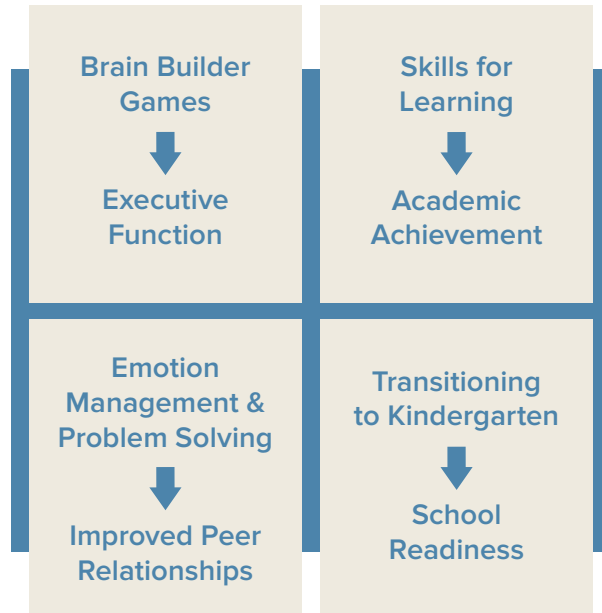 Brain Builder
Games
Executive
Function
Skills for
Learning
Academic
Achievement
Emotion
Management &
Problem Solving
Improved Peer
Relationships
Transitioning
to Kindergarten
School
Readiness